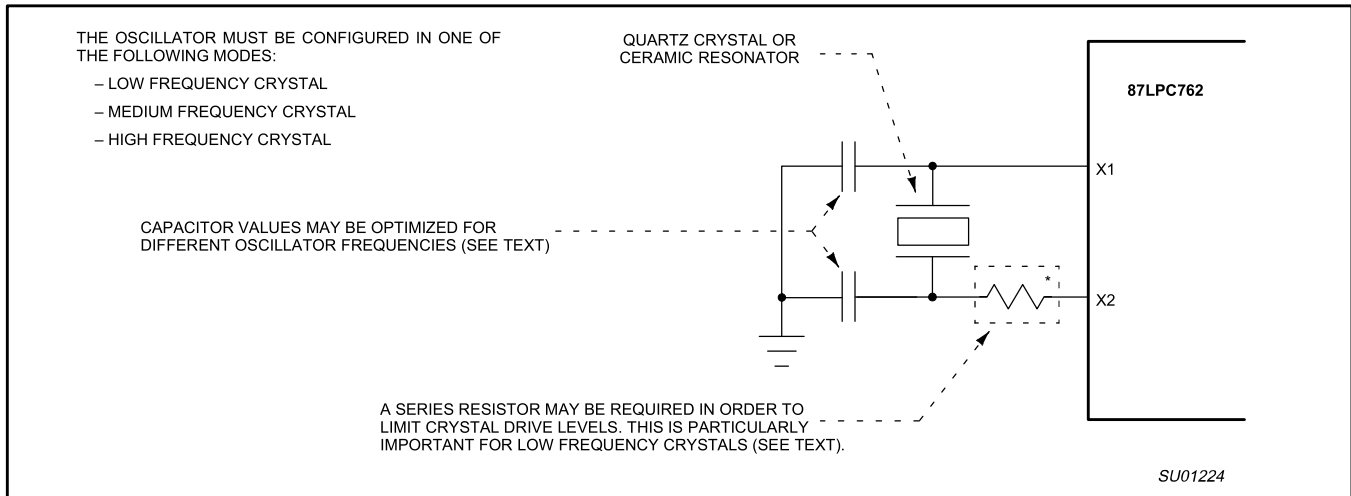 THE OSCILLATOR MUST BE CONFIGURED IN ONE OF
THE FOLLOWING MODES:
– LOW FREQUENCY CRYSTAL
– MEDIUM FREQUENCY CRYSTAL
– HIGH FREQUENCY CRYSTAL
QUARTZ CRYSTAL OR
CERAMIC RESONATOR
87LPC762
X1
CAPACITOR VALUES MAY BE OPTIMIZED FOR
DIFFERENT OSCILLATOR FREQUENCIES (SEE TEXT)
*
X2
A SERIES RESISTOR MAY BE REQUIRED IN ORDER TO
LIMIT CRYSTAL DRIVE LEVELS. THIS IS PARTICULARLY
IMPORTANT FOR LOW FREQUENCY CRYSTALS (SEE TEXT).
SU01224